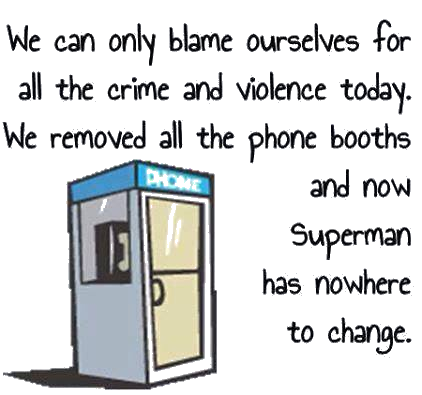 We can only blame ourselves for
all the crime and violence today.
We removed all the phone booths
PHONE
and now
Superman
has nowhere
to change.